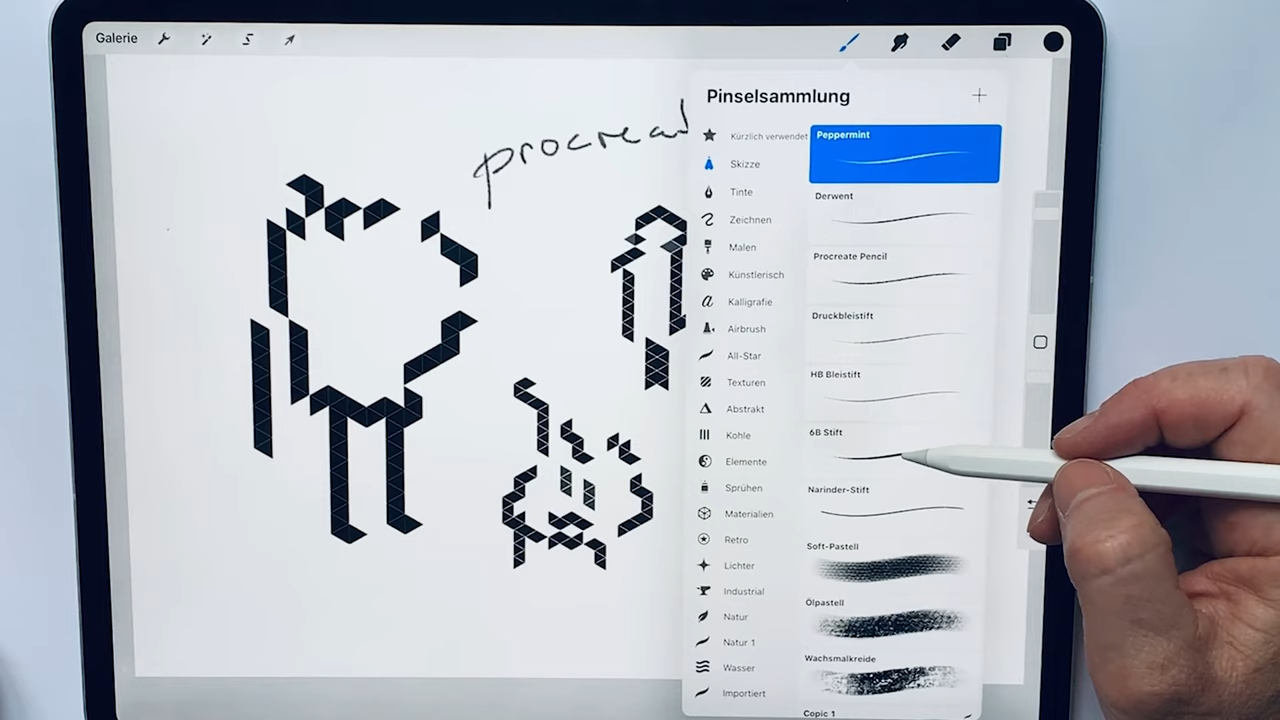 Galerie
procrea
Pinselsammlung
Kürzlich verwendet
Skizze
Tinte
Zeichnen
Malen
Künstlerisch
Kalligrafie
Airbrush
All-Star
Texturen
Abstrakt
Kohle
Elemente
Sprühen
Materialien
Retro
Lichter
Industrial
Natur
Natur 1
Wasser
Importiert
Peppermint
Derwent
Procreate Pencil
Druckbleistift
HB Bleistift
6B Stift
Narinder-Stift
Soft-Pastell
Ölpastell
Wachsmalkreide
Copic 1